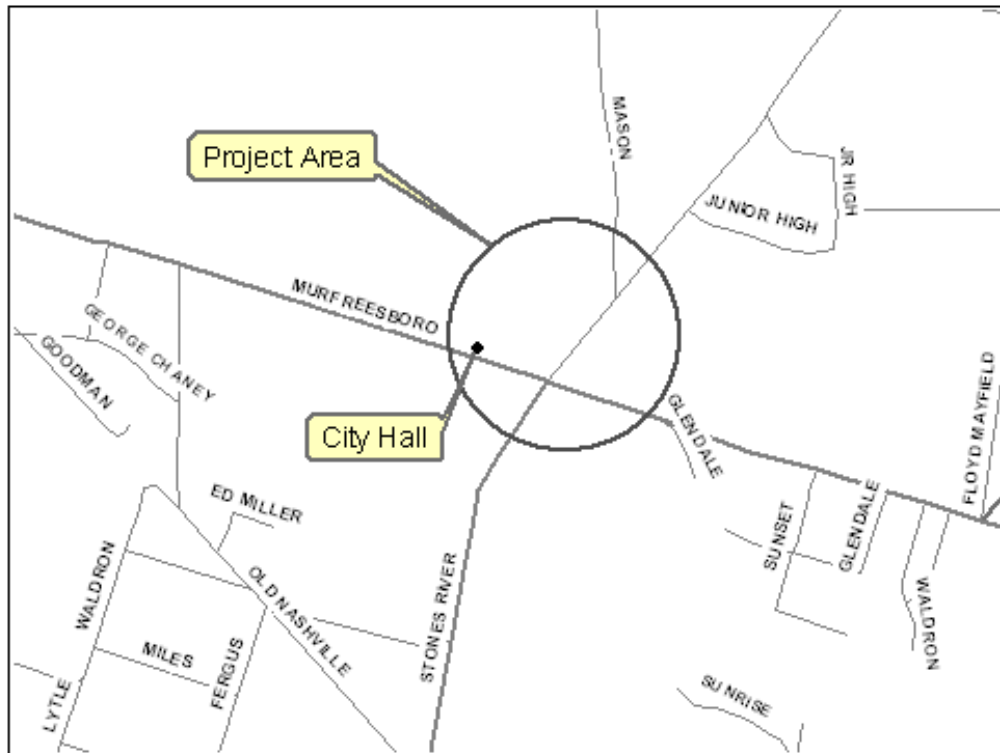 MASON
Project Area
JR HIGH
JUNIOR HIGH
MURFREESBORO
GEORGE CHANEY
GOODMAN
City Hall
GLENDALE
FLOYD MAYFIELD
ED MILLER
SUNSET
GLENDALE
WALDRON
OLD NASHVILLE
STONES RIVER
WALDRON
MILES
FERGUS
LYTLE
SUNRISE